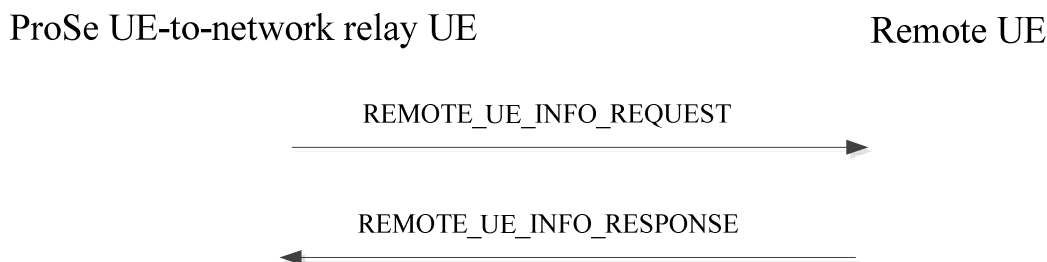 ProSe UE-to-network relay UE
Remote UE
REMOTE_UE_INFO_REQUEST
REMOTE_UE_INFO_RESPONSE